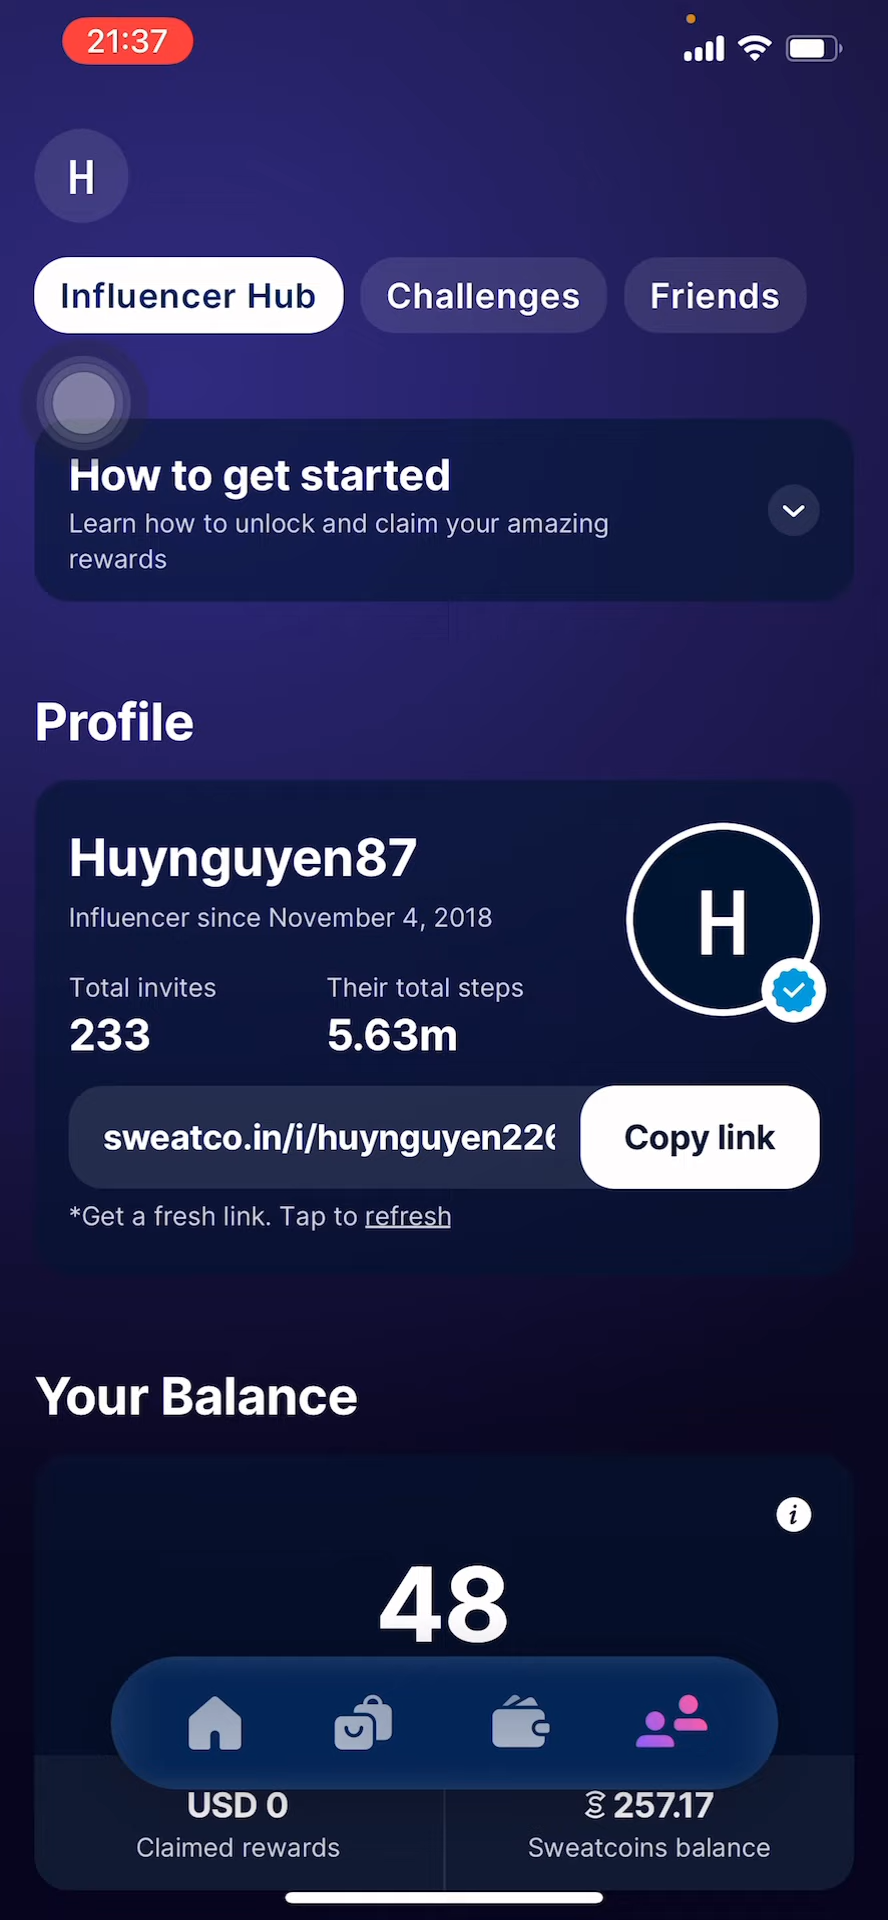 21:37
H
Influencer Hub
Challenges
Friends
How to get started
Learn how to unlock and claim your amazing
rewards
Profile
Huynguyen87
Influencer since November 4, 2018
H
Total invites
Their total steps
233
5.63m
sweatco.in/i/huynguyen226
Copy link
*Get a fresh link. Tap to refresh
Your Balance
i
48
USD 0
257.17
Claimed rewards
Sweatcoins balance